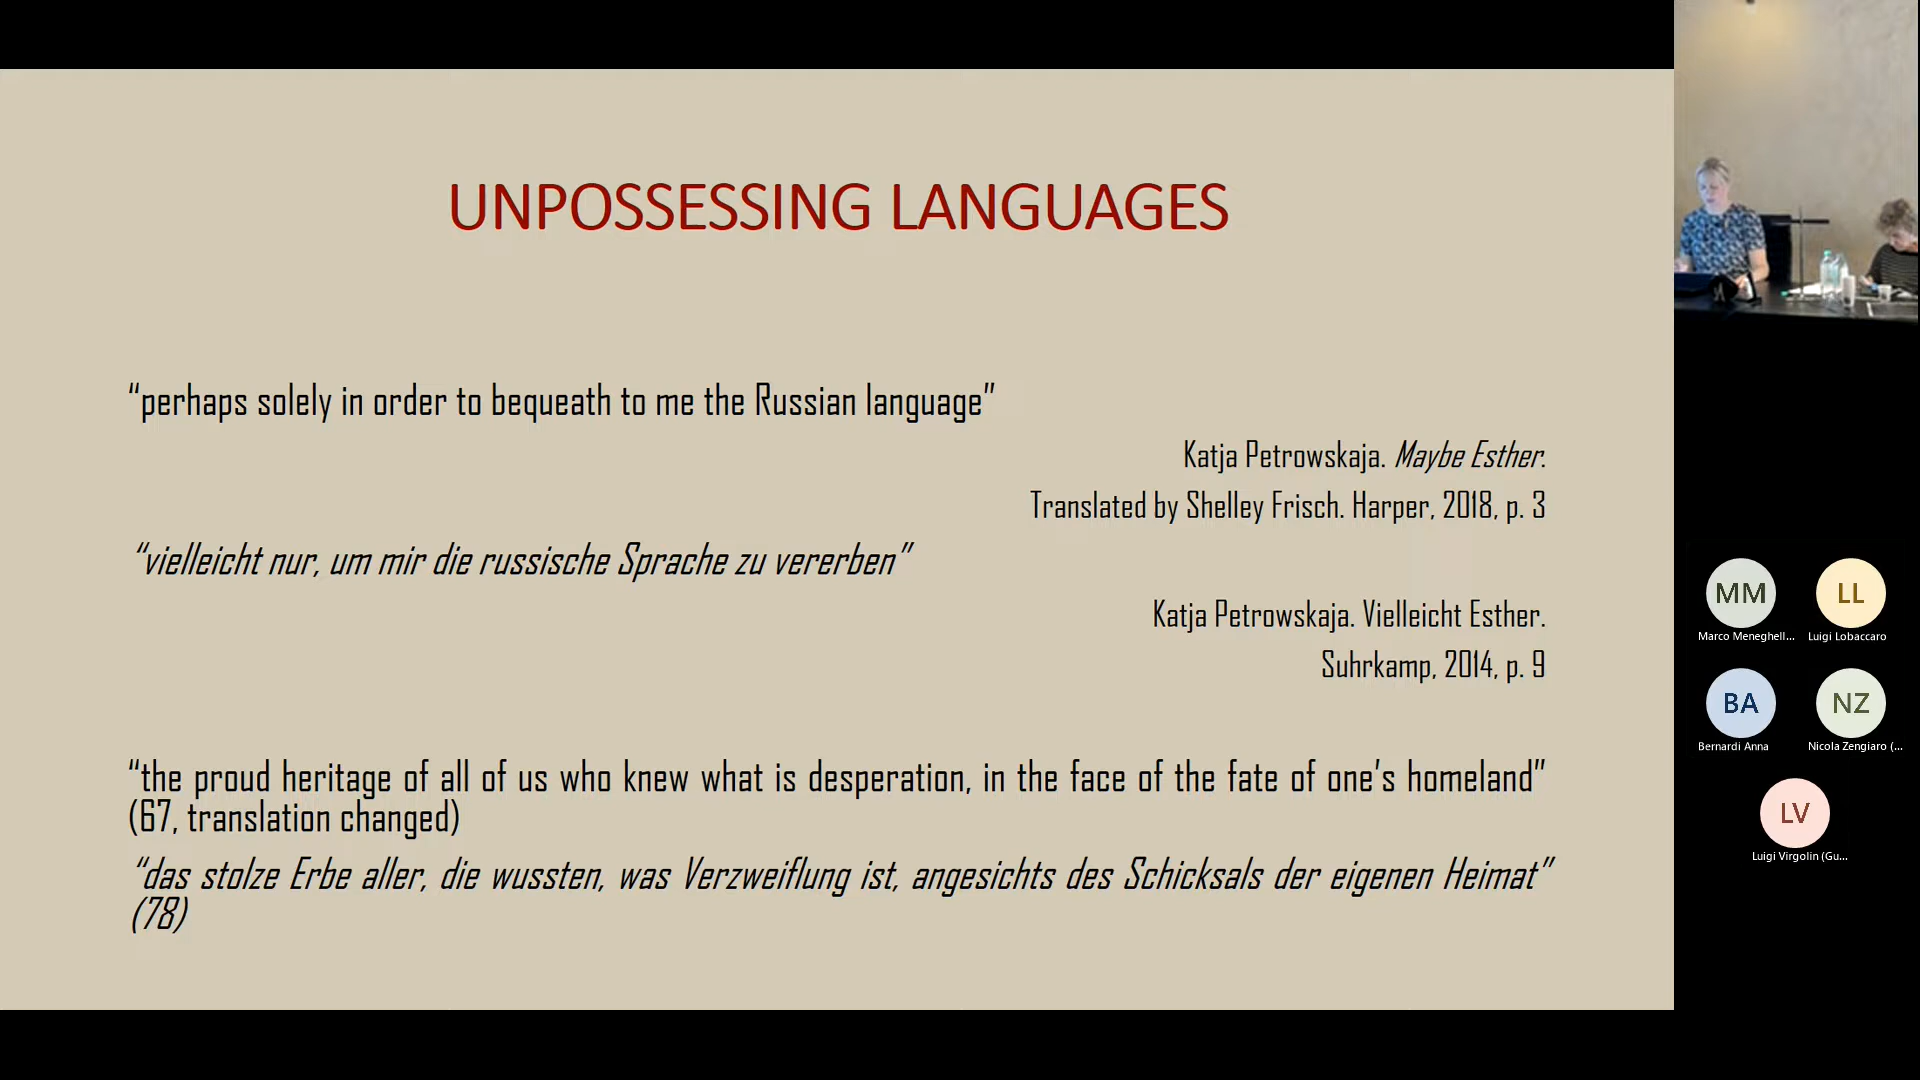 UNPOSSESSING LANGUAGES
“perhaps solely in order to bequeath to me the Russian language”
Katja Petrowskaja. Maybe Esther.
Translated by Shelley Frisch. Harper, 2018, p. 3
“vielleicht nur, um mir die russische Sprache zu vererben”
Katja Petrowskaja. Vielleicht Esther.
Suhrkamp, 2014, p. 9
“the proud heritage of all of us who knew what is desperation, in the face of the fate of one’s homeland”
(67, translation changed)
“das stolze Erbe aller, die wussten, was Verzweiflung ist, angesichts des Schicksals der eigenen Heimat”
(78)
MM
Marco Meneghell...
LL
Luigi Lobaccaro
BA
Bernardi Anna
NZ
Nicola Zengiaro (...
LV
Luigi Virgolin (Gu...